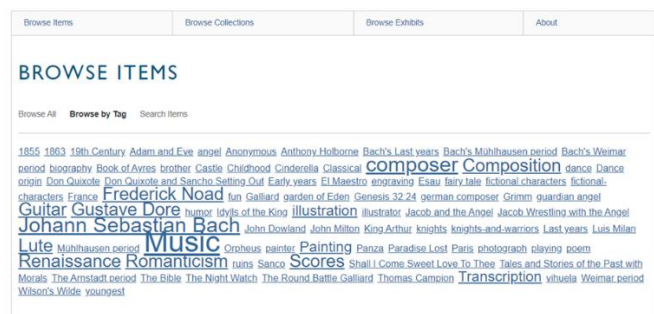 Browse Items Browse Collections Browse Exhibits About
BROWSE ITEMS
Browse All Browse by Tag Search Items
1855 1863 19th Century Adam and Eve angel Anonymous Anthony Holborne Bach's Last years Bach's Mühlhausen period Bach's Weimar
period biography Book of Ayres brother Castle Childhood Cinderella Classical composer Composition dance Dance
origin Don Quixote Don Quixote and Sancho Setting Out Early years El Maestro engraving Esau fairy tale fictional characters fictional-
characters France Frederick Noad fun Galliard garden of Eden Genesis 32:24 german composer Grimm guardian angel
Guitar Gustave Dore humor Idylls of the King illustration illustrator Jacob and the Angel Jacob Wrestling with the Angel
Johann Sebastian Bach John Dowland John Milton King Arthur knights knights-and-warriors Last years Luis Milan
Lute Mühlhausen period Music Orpheus painter Painting Panza Paradise Lost Paris photograph playing poem
Renaissance Romanticism ruins Sanco Scores Shall I Come Sweet Love To Thee Tales and Stories of the Past with
Morals The Arnstadt period The Bible The Night Watch The Round Battle Galliard Thomas Campion Transcription vihuela Weimar period
Wilson's Wilde youngest